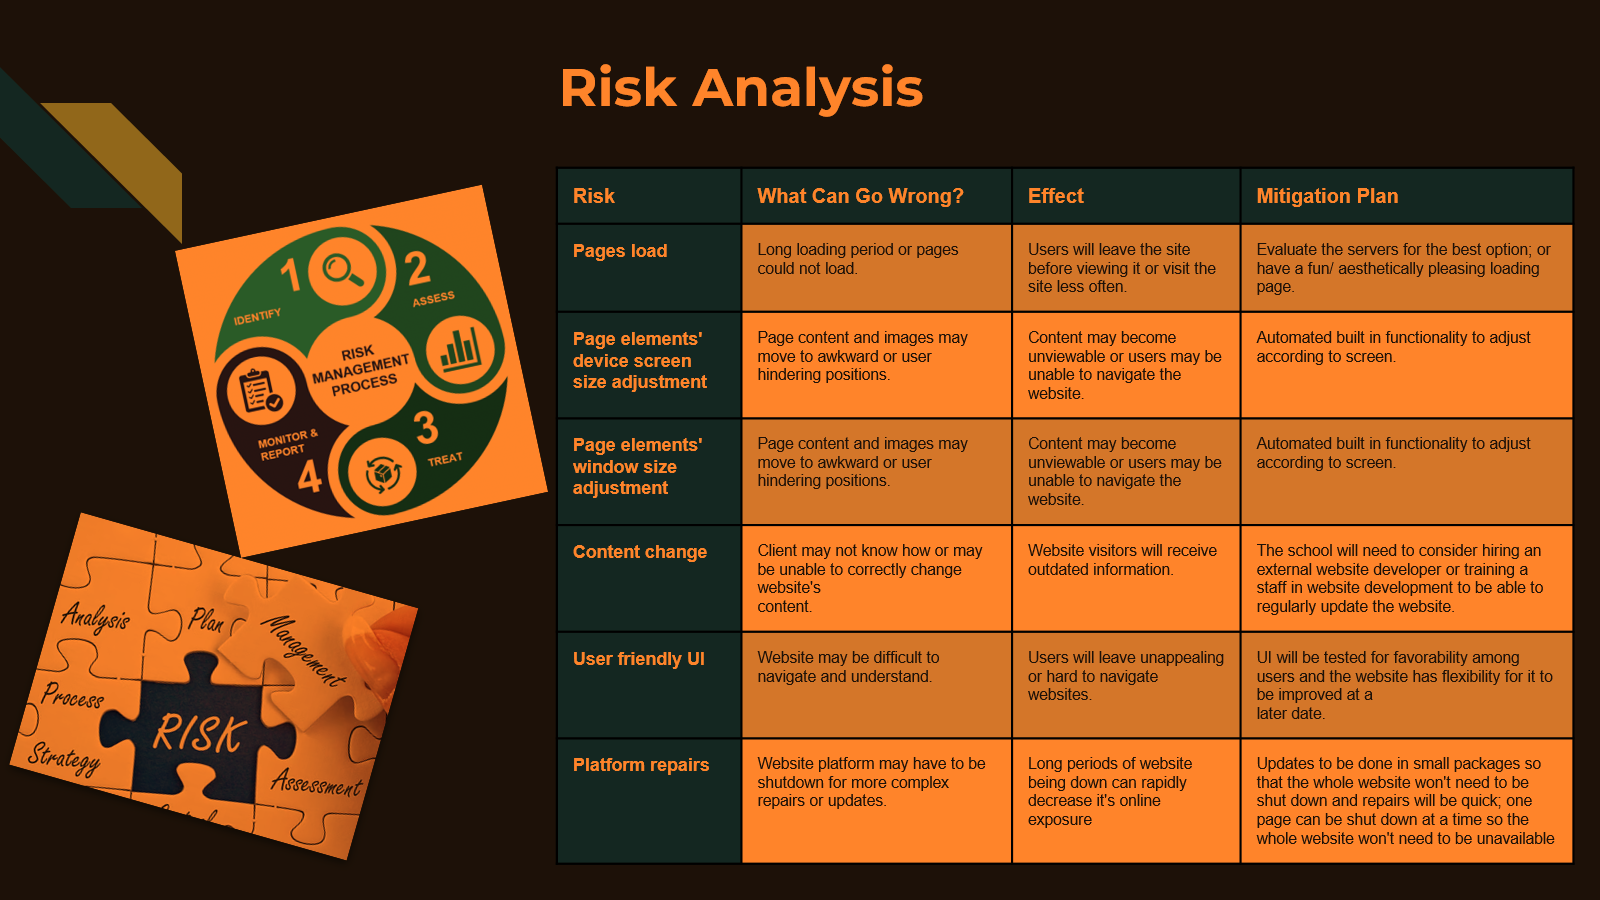 Risk Analysis
Risk
What Can Go Wrong?
Effect
Mitigation Plan
Pages load
Long loading period or pages
could not load.
Users will leave the site
before viewing it or visit the
site less often.
Evaluate the servers for the best option; or
have a fun/ aesthetically pleasing loading
page.
Page elements'
device screen
size adjustment
Page content and images may
move to awkward or user
hindering positions.
Content may become
unviewable or users may be
unable to navigate the
website.
Automated built in functionality to adjust
according to screen.
Page elements'
window size
adjustment
Page content and images may
move to awkward or user
hindering positions.
Content may become
unviewable or users may be
unable to navigate the
website.
Automated built in functionality to adjust
according to screen.
Content change
Client may not know how or may
be unable to correctly change
website's
content.
Website visitors will receive
outdated information.
The school will need to consider hiring an
external website developer or training a
staff in website development to be able to
regularly update the website.
User friendly UI
Website may be difficult to
navigate and understand.
Users will leave unappealing
or hard to navigate
websites.
UI will be tested for favorability among
users and the website has flexibility for it to
be improved at a
later date.
Platform repairs
Website platform may have to be
shutdown for more complex
repairs or updates.
Long periods of website
being down can rapidly
decrease it's online
exposure
Updates to be done in small packages so
that the whole website won't need to be
shut down and repairs will be quick; one
page can be shut down at a time so the
whole website won't need to be unavailable
1
IDENTIFY
2
ASSESS
RISK
MANAGEMENT
PROCESS
3
TREAT
MONITOR &
REPORT
4
Analysis
Plan
Management
Process
RISK
Strategy
Assessment